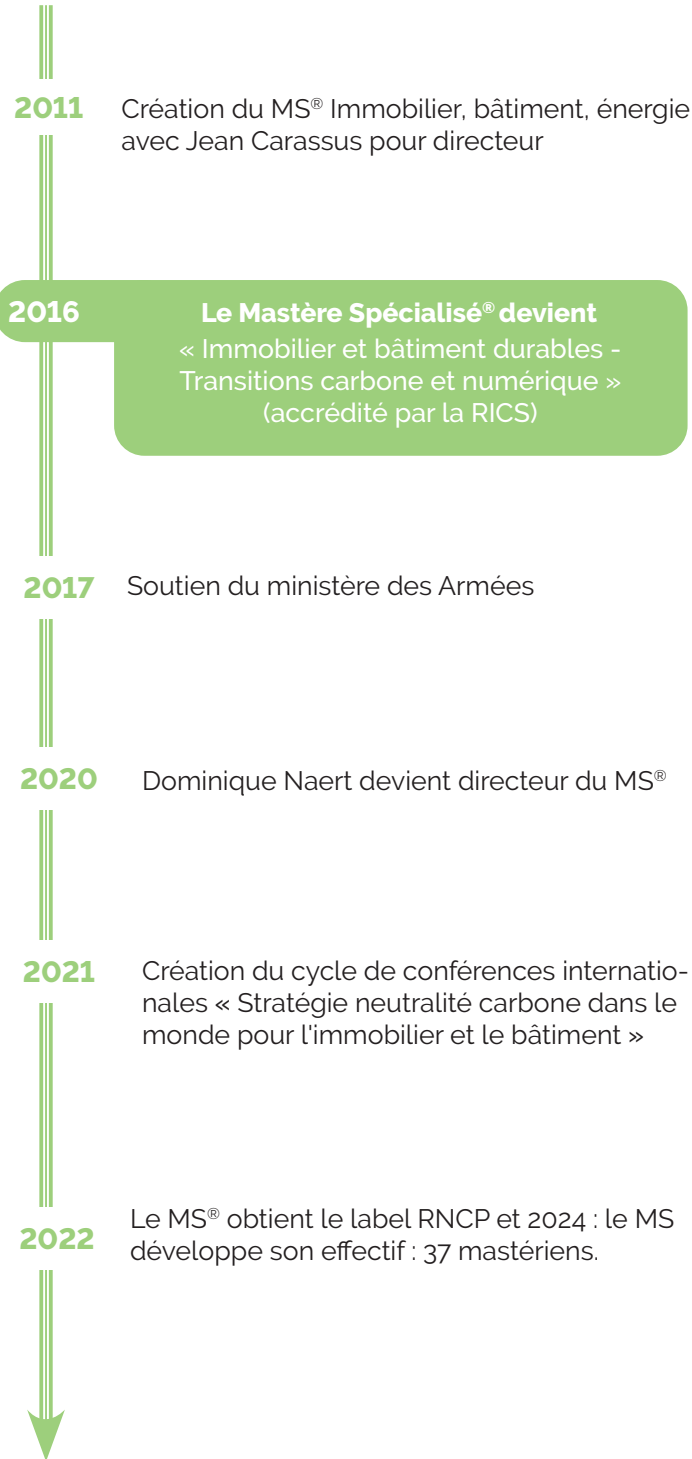 2011
Création du MS® Immobilier, bâtiment, énergie
avec Jean Carassus pour directeur
2016
Le Mastère Spécialisé® devient
« Immobilier et bâtiment durables -
Transitions carbone et numérique »
(accrédité par la RICS)
2017
Soutien du ministère des Armées
2020
Dominique Naert devient directeur du MS®
2021
Création du cycle de conférences internatio-
nales « Stratégie neutralité carbone dans le
monde pour l'immobilier et le bâtiment »
2022
Le MS® obtient le label RNCP et 2024 : le MS
développe son effectif : 37 mastériens.